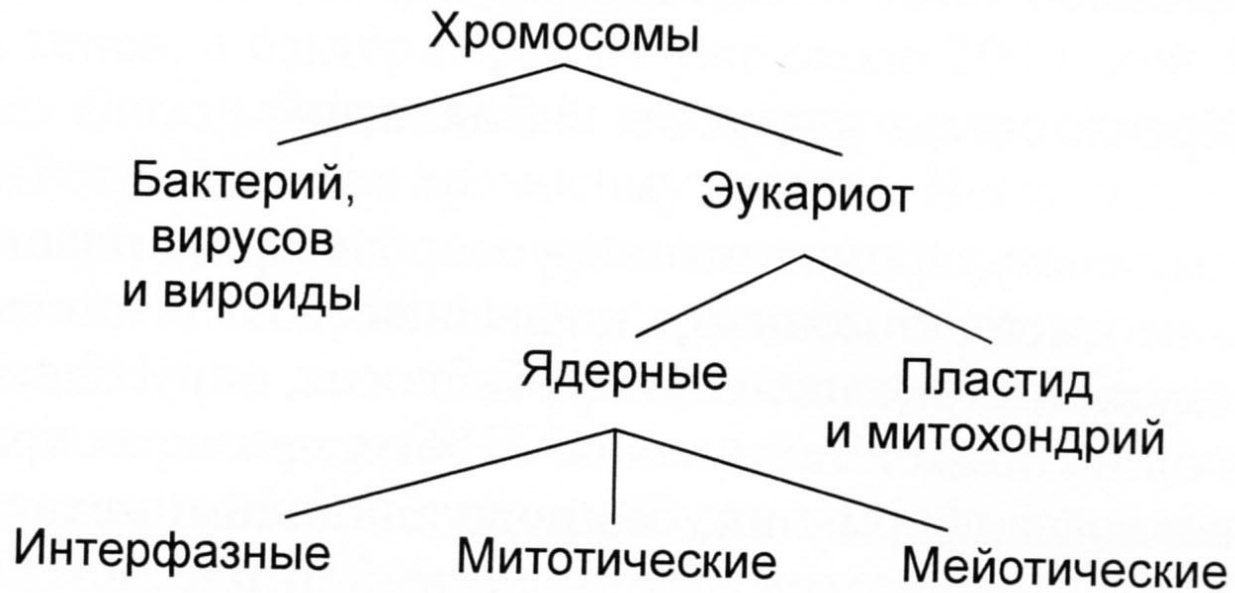 Хромосомы
Бактерий,
вирусов
и вироиды
Эукариот
Ядерные
Пластид
и митохондрий
Интерфазные
Митотические
Мейотические